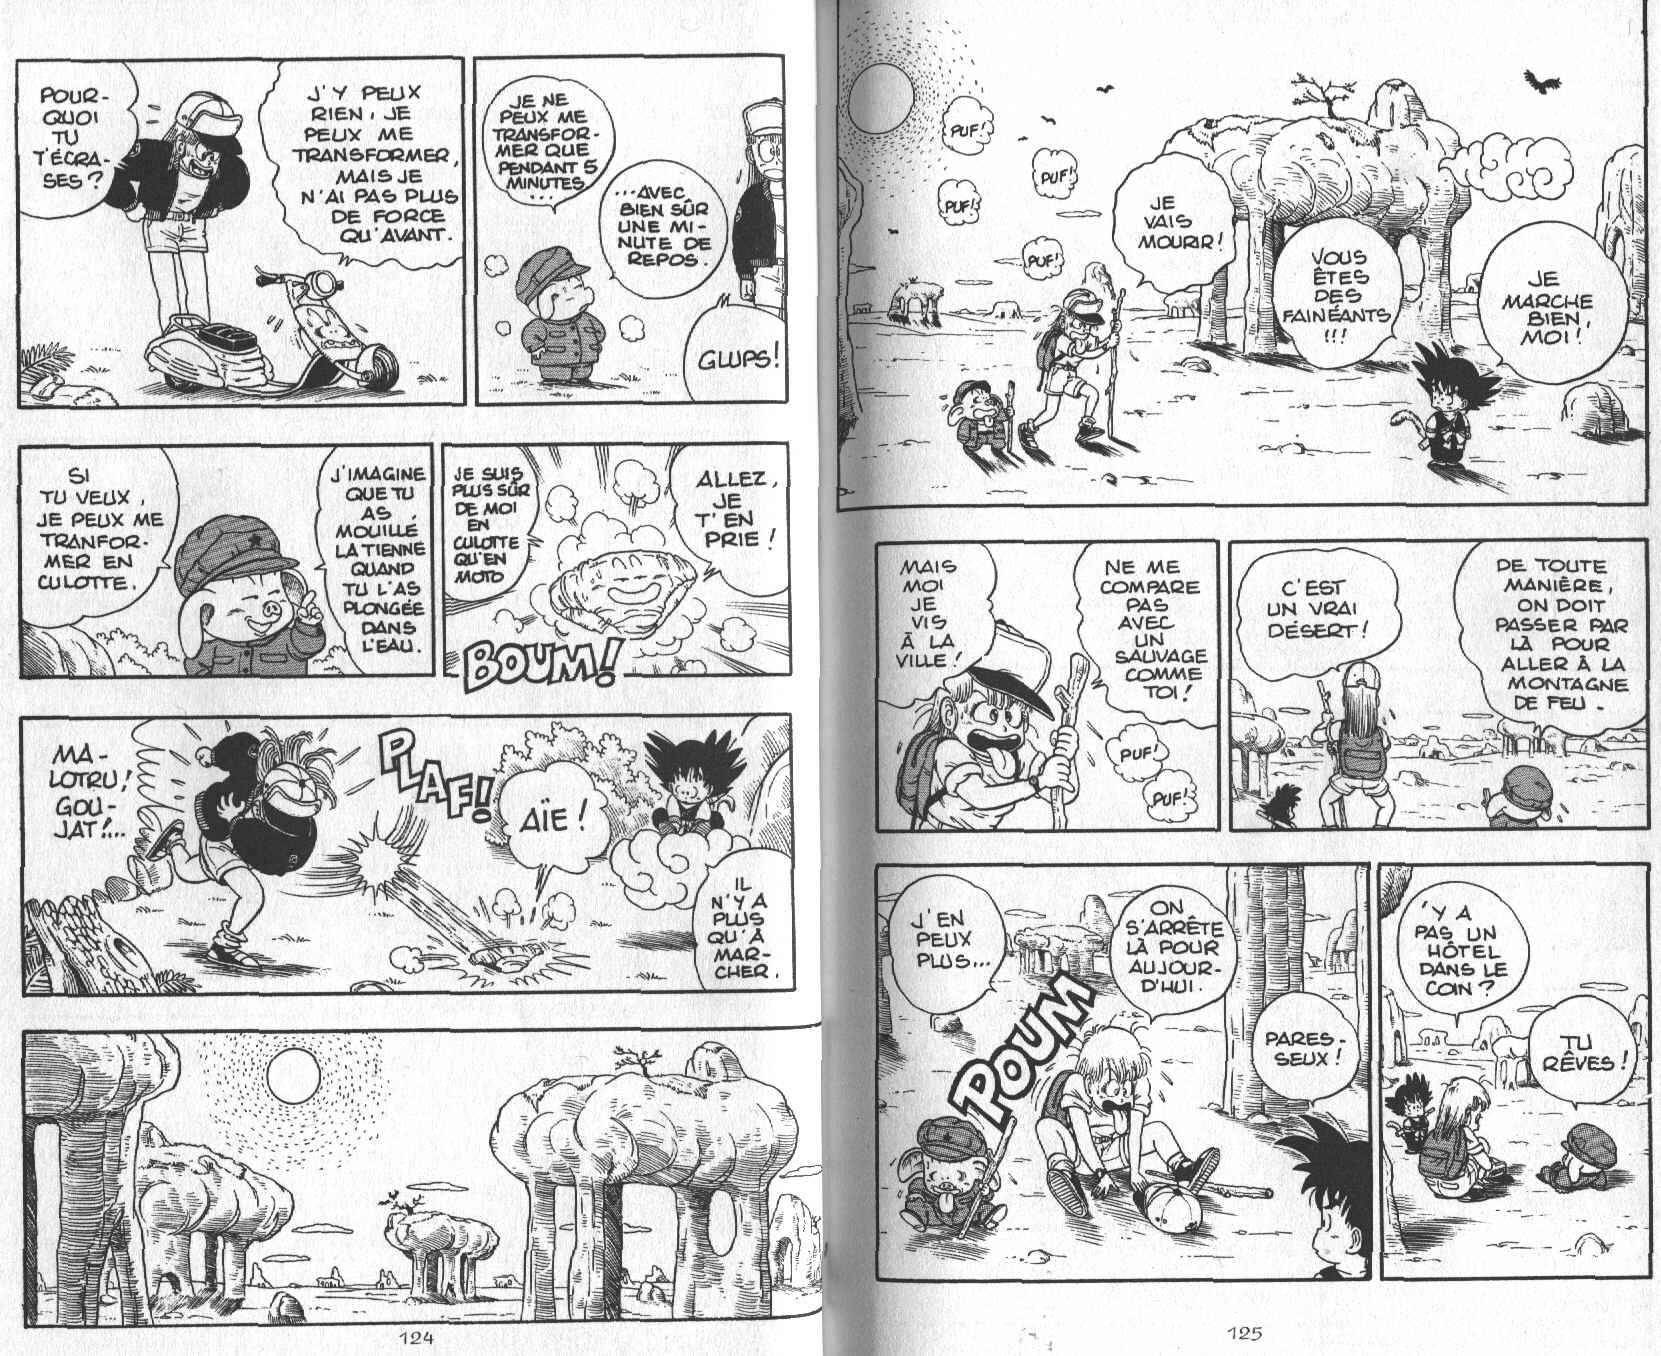 POUR-
QUOI
TU
T'ÉCRA-
SES?
J'Y PEUX
RIEN, JE
PEUX ME
TRANSFORMER,
MAIS JE
N'AI PAS PLUS
DE FORCE
QU'AVANT.
JE NE
PEUX ME
TRANSFOR-
MER QUE
PENDANT 5
MINUTES
...
...AVEC
BIEN SÛR
UNE MI-
NUTE DE
REPOS.
GLUPS!
SI
TU VEUX,
JE PEUX ME
TRANFOR-
MER EN
CULOTTE.
J'IMAGINE
QUE TU
AS
MOUILLÉ
LA TIENNE
QUAND
TU L'AS
PLONGÉE
DANS
L'EAU.
JE SUIS
PLUS SÛR
DE MOI
EN
CULOTTE
QU'EN
MOTO
ALLEZ,
JE
T'EN
PRIE!
BOUM!
MA-
LOTRU!
GOU-
JAT!...
PLAF!
AÏE!
IL
N'Y A
PLUS
QU'À
MAR-
CHER.
124
PUF!
PUF!
PUF!
PUF!
JE
VAIS
MOURIR!
VOUS
ÊTES
DES
FAINÉANTS
!!!
JE
MARCHE
BIEN,
MOI!
MAIS
MOI
JE
VIS
À LA
VILLE!
NE ME
COMPARE
PAS
AVEC
UN
SAUVAGE
COMME
TOI!
PUF!
PUF!
C'EST
UN VRAI
DÉSERT!
DE TOUTE
MANIÈRE,
ON DOIT
PASSER PAR
LÀ POUR
ALLER À LA
MONTAGNE
DE FEU.
J'EN
PEUX
PLUS...
POUM
ON
S'ARRÊTE
LÀ POUR
AUJOUR-
D'HUI.
PARES-
SEUX!
'Y A
PAS UN
HÔTEL
DANS LE
COIN?
TU
RÊVES!
125